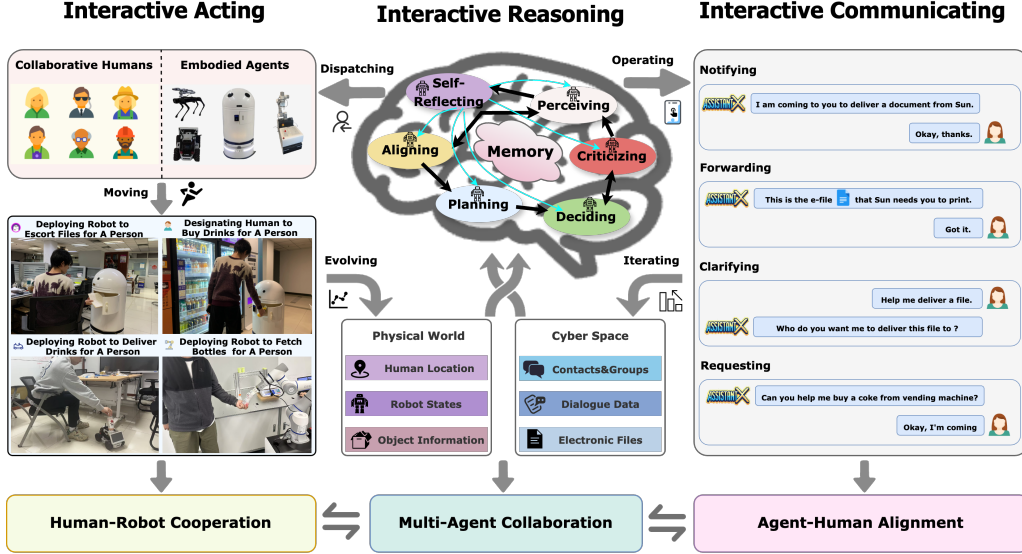 Interactive Acting
Interactive Reasoning
Interactive Communicating
Collaborative Humans
Embodied Agents
Moving
Deploying Robot to
Escort Files for A Person
Designating Human to
Buy Drinks for A Person
Deploying Robot to Deliver
Drinks for A Person
Deploying Robot to Fetch
Bottles for A Person
Dispatching
Operating
Self-
Reflecting
Perceiving
Aligning
Memory
Criticizing
Planning
Deciding
Evolving
Iterating
Physical World
Human Location
Robot States
Object Information
Cyber Space
Contacts&Groups
Dialogue Data
Electronic Files
Notifying
ASSISTANTX
I am coming to you to deliver a document from Sun.
Okay, thanks.
Forwarding
ASSISTANTX
This is the e-file that Sun needs you to print.
Got it.
Clarifying
Help me deliver a file.
ASSISTANTX
Who do you want me to deliver this file to ?
Requesting
ASSISTANTX
Can you help me buy a coke from vending machine?
Okay, I'm coming
Human-Robot Cooperation
Multi-Agent Collaboration
Agent-Human Alignment